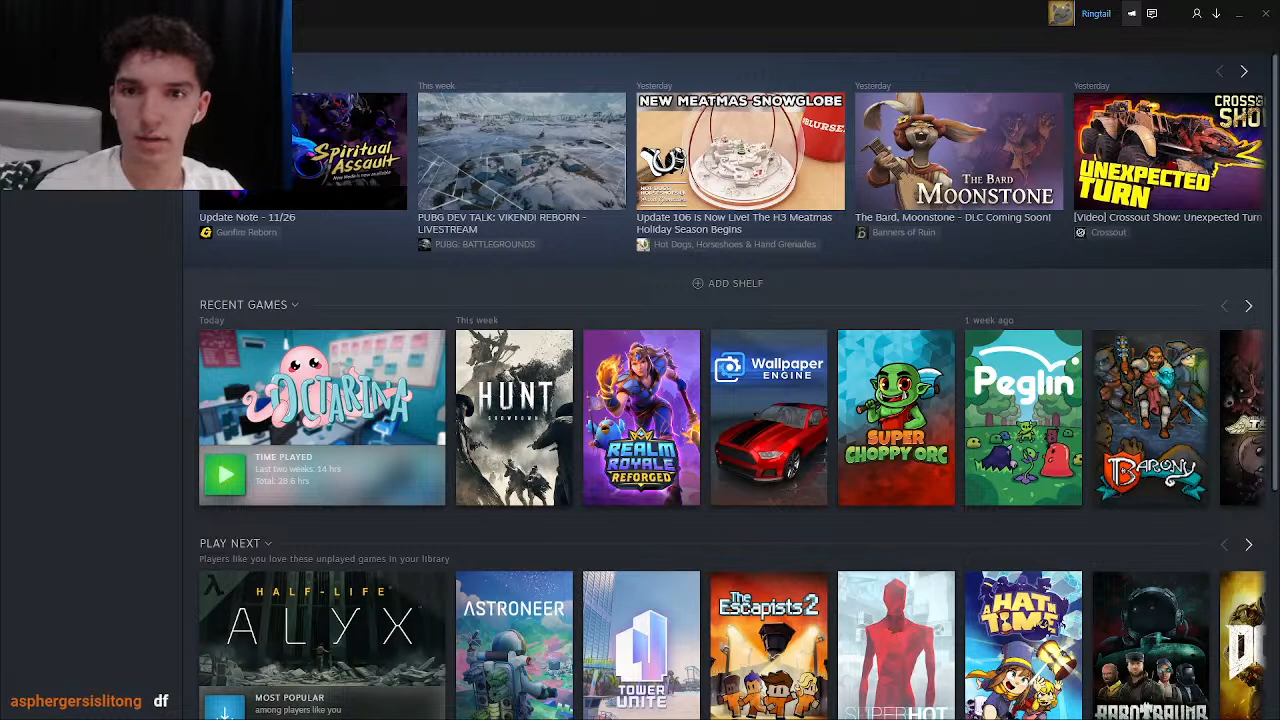 Ringtail
This week
Yesterday
Yesterday
Yesterday
Spiritual
Assault
New Mode is now available
NEW MEATMAS SNOWGLOBE
THE BARD
MOONSTONE
UNEXPECTED
TURN
Update Note - 11/26
Gunfire Reborn
PUBG DEV TALK: VIKENDI REBORN -
LIVESTREAM
PUBG: BATTLEGROUNDS
Update 106 is Now Live! The H3 Meatmas
Holiday Season Begins
Hot Dogs, Horseshoes & Hand Grenades
The Bard, Moonstone - DLC Coming Soon!
Banners of Ruin
[Video] Crossout Show: Unexpected Turn
Crossout
ADD SHELF
RECENT GAMES
Today
This week
1 week ago
OCTARINA
TIME PLAYED
Last two weeks: 14 hrs
Total: 28.6 hrs
HUNT
SHOWDOWN
REALM
ROYALE
REFORGED
Wallpaper
ENGINE
SUPER
CHOPPY ORC
Peglin
BARONY
PLAY NEXT
Players like you love these unplayed games in your library
HALF-LIFE
ALYX
MOST POPULAR
among players like you
ASTRONEER
TOWER
UNITE
The
Escapists 2
SUPERHOT
A HAT
IN TIME
BAROTRAUMA
asphergersislitong df